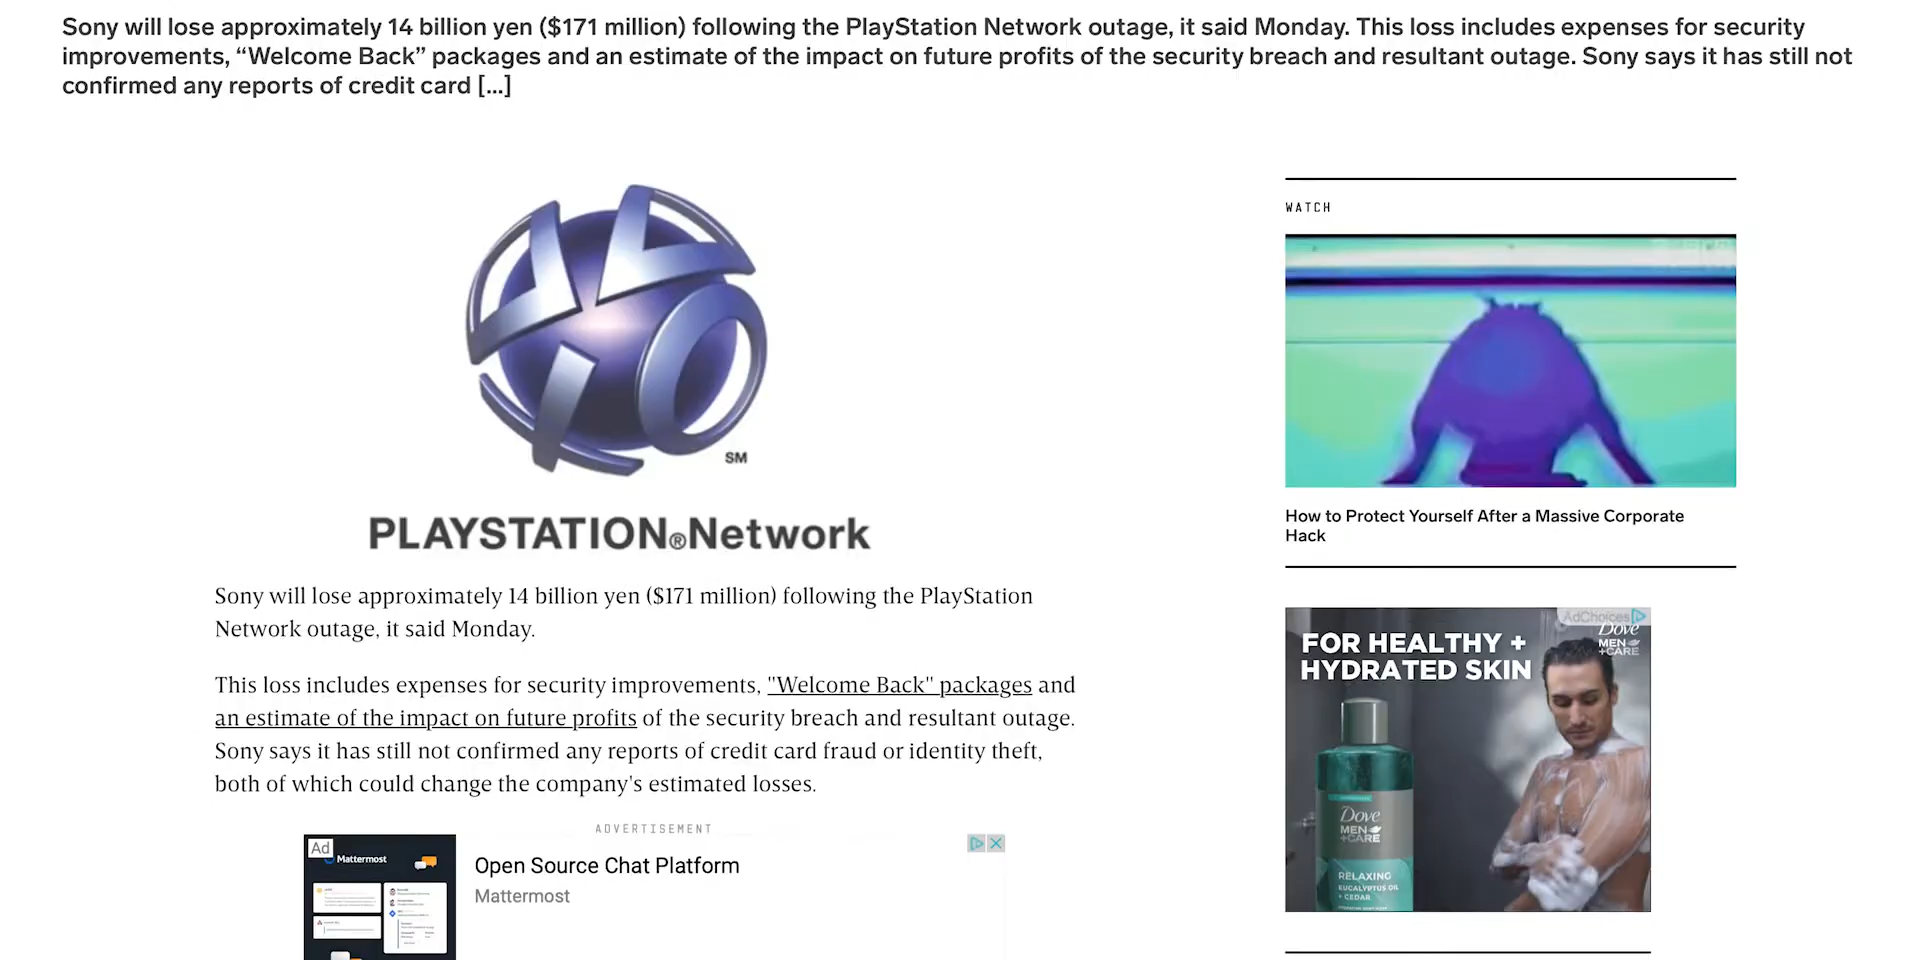 Sony will lose approximately 14 billion yen ($171 million) following the PlayStation Network outage, it said Monday. This loss includes expenses for security
improvements, “Welcome Back” packages and an estimate of the impact on future profits of the security breach and resultant outage. Sony says it has still not
confirmed any reports of credit card [...]
SM
PLAYSTATION®Network
Sony will lose approximately 14 billion yen ($171 million) following the PlayStation
Network outage, it said Monday.
This loss includes expenses for security improvements, "Welcome Back" packages and
an estimate of the impact on future profits of the security breach and resultant outage.
Sony says it has still not confirmed any reports of credit card fraud or identity theft,
both of which could change the company's estimated losses.
ADVERTISEMENT
Ad
Mattermost
Open Source Chat Platform
Mattermost
WATCH
How to Protect Yourself After a Massive Corporate
Hack
AdChoices
FOR HEALTHY +
HYDRATED SKIN
Dove
MEN
+CARE
Dove
MEN
+CARE
RELAXING
EUCALYPTUS OIL
+ CEDAR